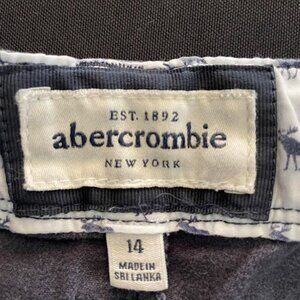 EST. 1892
abercrombie
NEW YORK
14
MADE IN
SRI LANKA